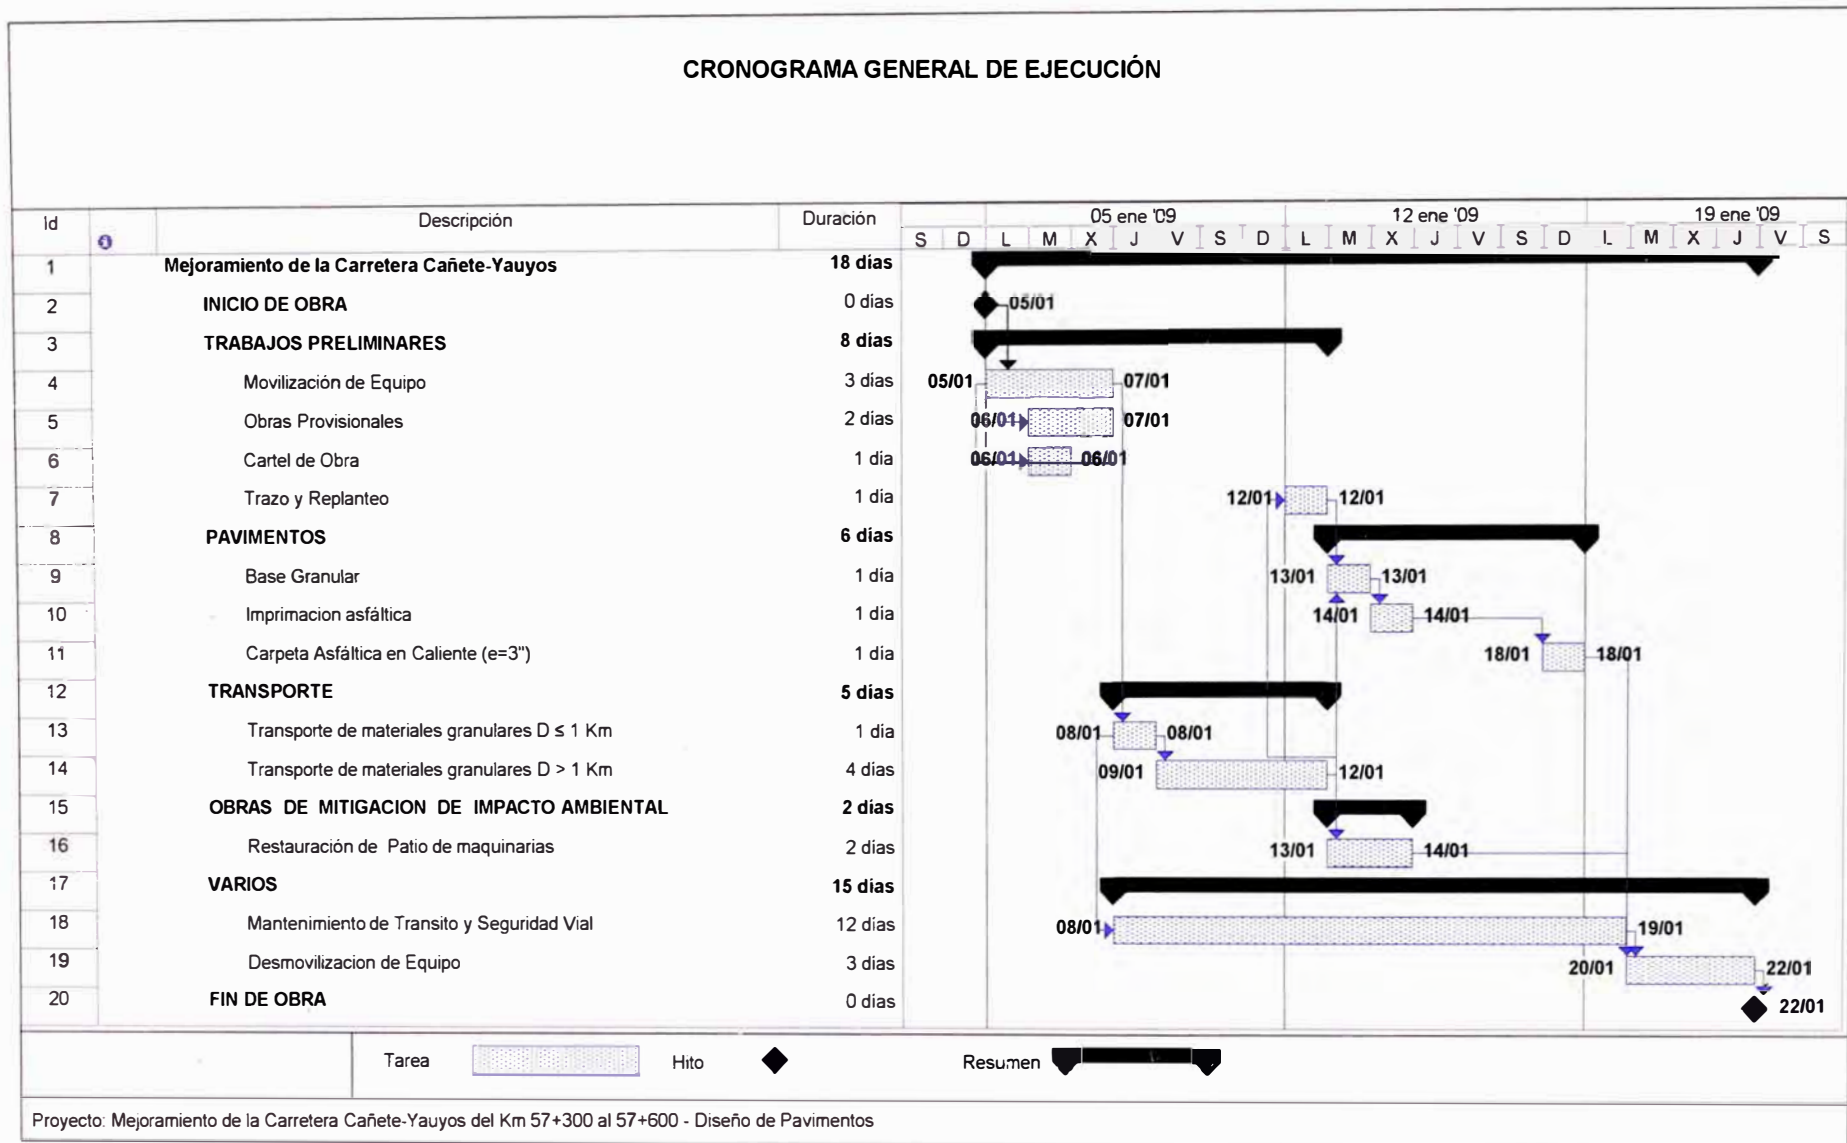 CRONOGRAMA GENERAL DE EJECUCIÓN
Id Descripción Duración 05 ene '09 12 ene '09 19 ene '09
S D L M X J V S D L M X J V S D L M X J V S
1 Mejoramiento de la Carretera Cañete-Yauyos 18 días
2 INICIO DE OBRA 0 días 05/01
3 TRABAJOS PRELIMINARES 8 días
4 Movilización de Equipo 3 días 05/01 07/01
5 Obras Provisionales 2 días 06/01 07/01
6 Cartel de Obra 1 día 06/01 06/01
7 Trazo y Replanteo 1 día 12/01 12/01
8 PAVIMENTOS 6 días
9 Base Granular 1 día 13/01 13/01
10 Imprimacion asfáltica 1 día 14/01 14/01
11 Carpeta Asfáltica en Caliente (e=3") 1 día 18/01 18/01
12 TRANSPORTE 5 días
13 Transporte de materiales granulares D ≤ 1 Km 1 día 08/01 08/01
14 Transporte de materiales granulares D > 1 Km 4 días 09/01 12/01
15 OBRAS DE MITIGACION DE IMPACTO AMBIENTAL 2 días
16 Restauración de Patio de maquinarias 2 días 13/01 14/01
17 VARIOS 15 días
18 Mantenimiento de Transito y Seguridad Vial 12 días 08/01 19/01
19 Desmovilizacion de Equipo 3 días 20/01 22/01
20 FIN DE OBRA 0 días 22/01
Tarea Hito Resumen
Proyecto: Mejoramiento de la Carretera Cañete-Yauyos del Km 57+300 al 57+600 - Diseño de Pavimentos